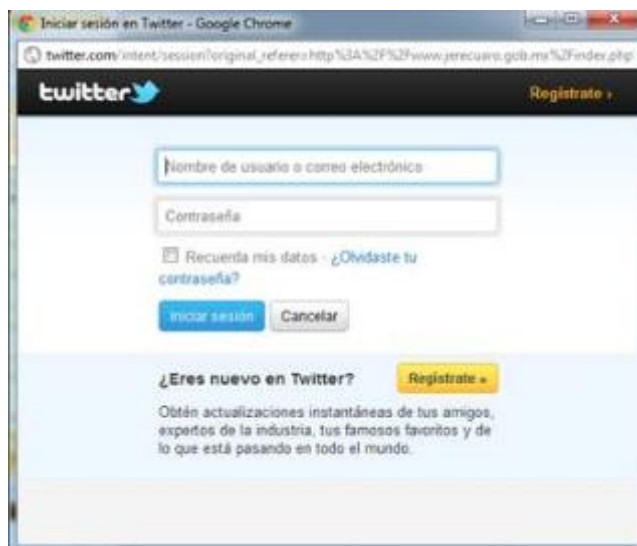 Iniciar sesión en Twitter - Google Chrome
twitter.com/intent/session?original_referer=http%3A%2F%2Fwww.jerecuaro.gob.mx%2Findex.php
twitter
Regístrate ›
Nombre de usuario o correo electrónico
Contraseña
Recuerda mis datos · ¿Olvidaste tu
contraseña?
Iniciar sesión
Cancelar
¿Eres nuevo en Twitter?
Regístrate »
Obtén actualizaciones instantáneas de tus amigos,
expertos de la industria, tus famosos favoritos y de
lo que está pasando en todo el mundo.